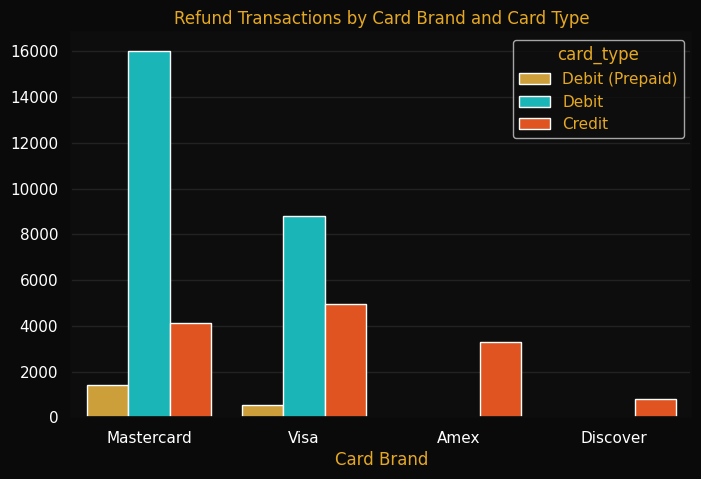 Refund Transactions by Card Brand and Card Type
card_type
Debit (Prepaid)
Debit
Credit
16000
14000
12000
10000
8000
6000
4000
2000
0
Mastercard
Visa
Amex
Discover
Card Brand